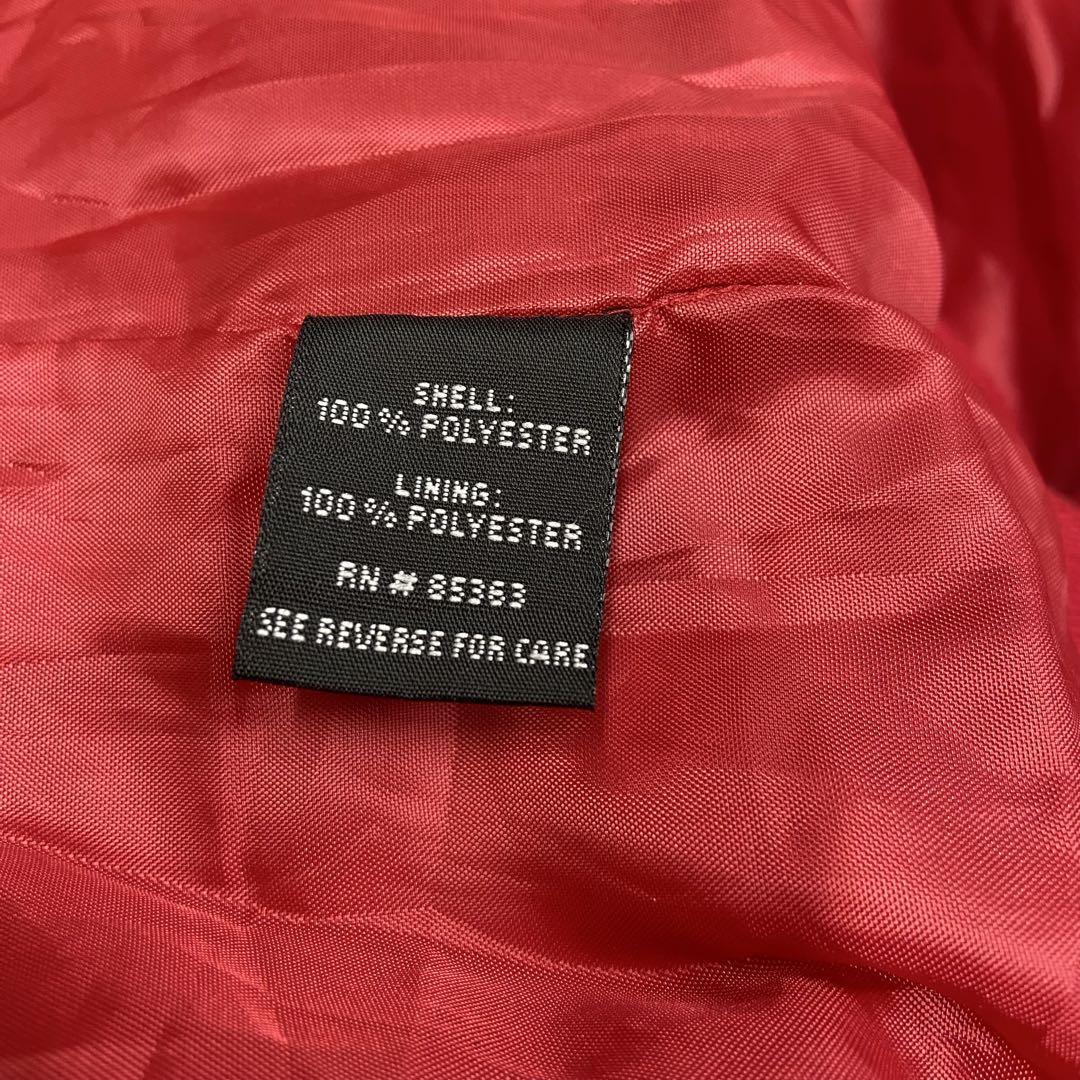 SHELL:
100 % POLYESTER
LINING:
100 % POLYESTER
RN # 85363
SEE REVERSE FOR CARE